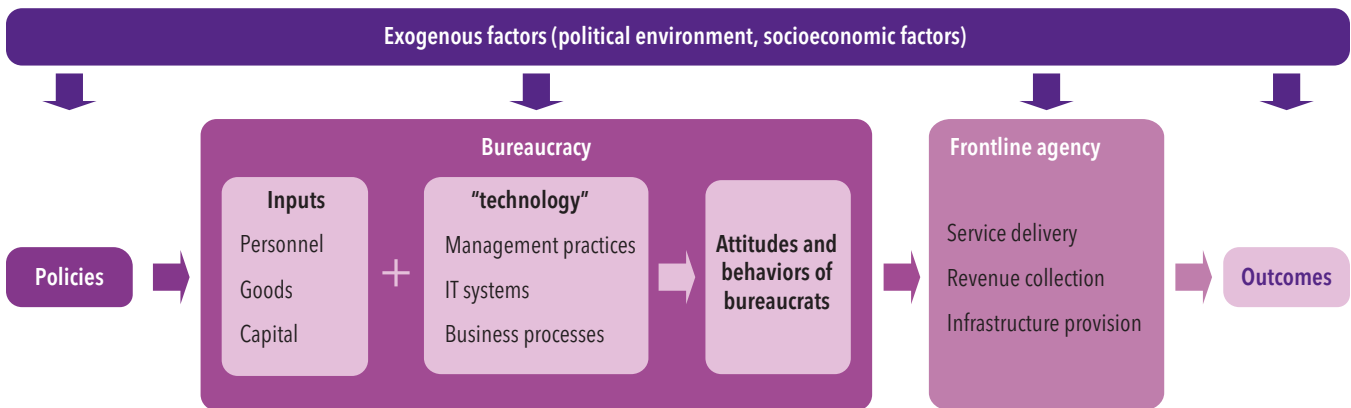 Exogenous factors (political environment, socioeconomic factors)
Policies
Bureaucracy
Inputs
Personnel
Goods
Capital
+
“technology”
Management practices
IT systems
Business processes
Attitudes and
behaviors of
bureaucrats
Frontline agency
Service delivery
Revenue collection
Infrastructure provision
Outcomes